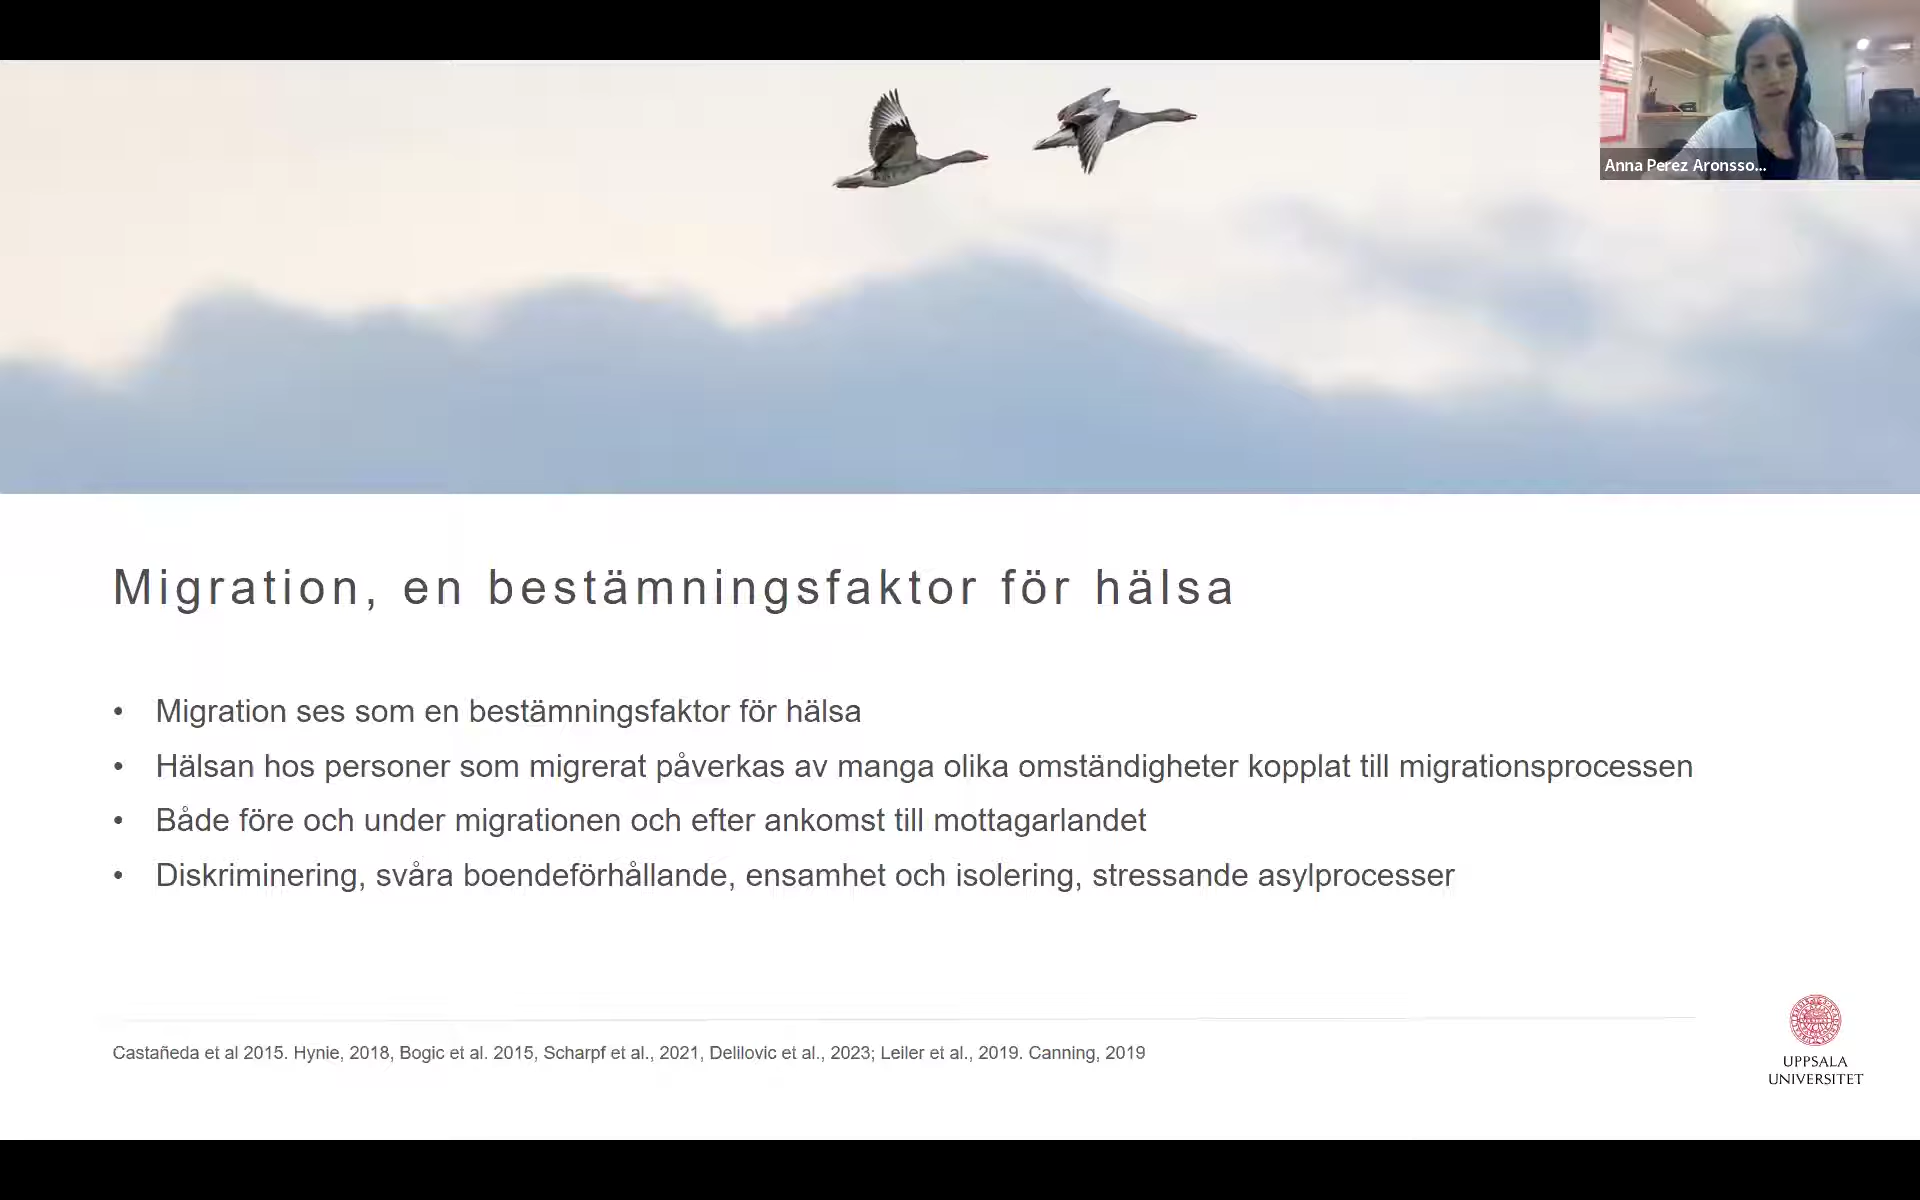 Anna Perez Aronsso...
Migration, en bestämningsfaktor för hälsa
• Migration ses som en bestämningsfaktor för hälsa
• Hälsan hos personer som migrerat påverkas av manga olika omständigheter kopplat till migrationsprocessen
• Både före och under migrationen och efter ankomst till mottagarlandet
• Diskriminering, svåra boendeförhållande, ensamhet och isolering, stressande asylprocesser
Castañeda et al 2015. Hynie, 2018, Bogic et al. 2015, Scharpf et al., 2021, Delilovic et al., 2023; Leiler et al., 2019. Canning, 2019
UPPSALA
UNIVERSITET